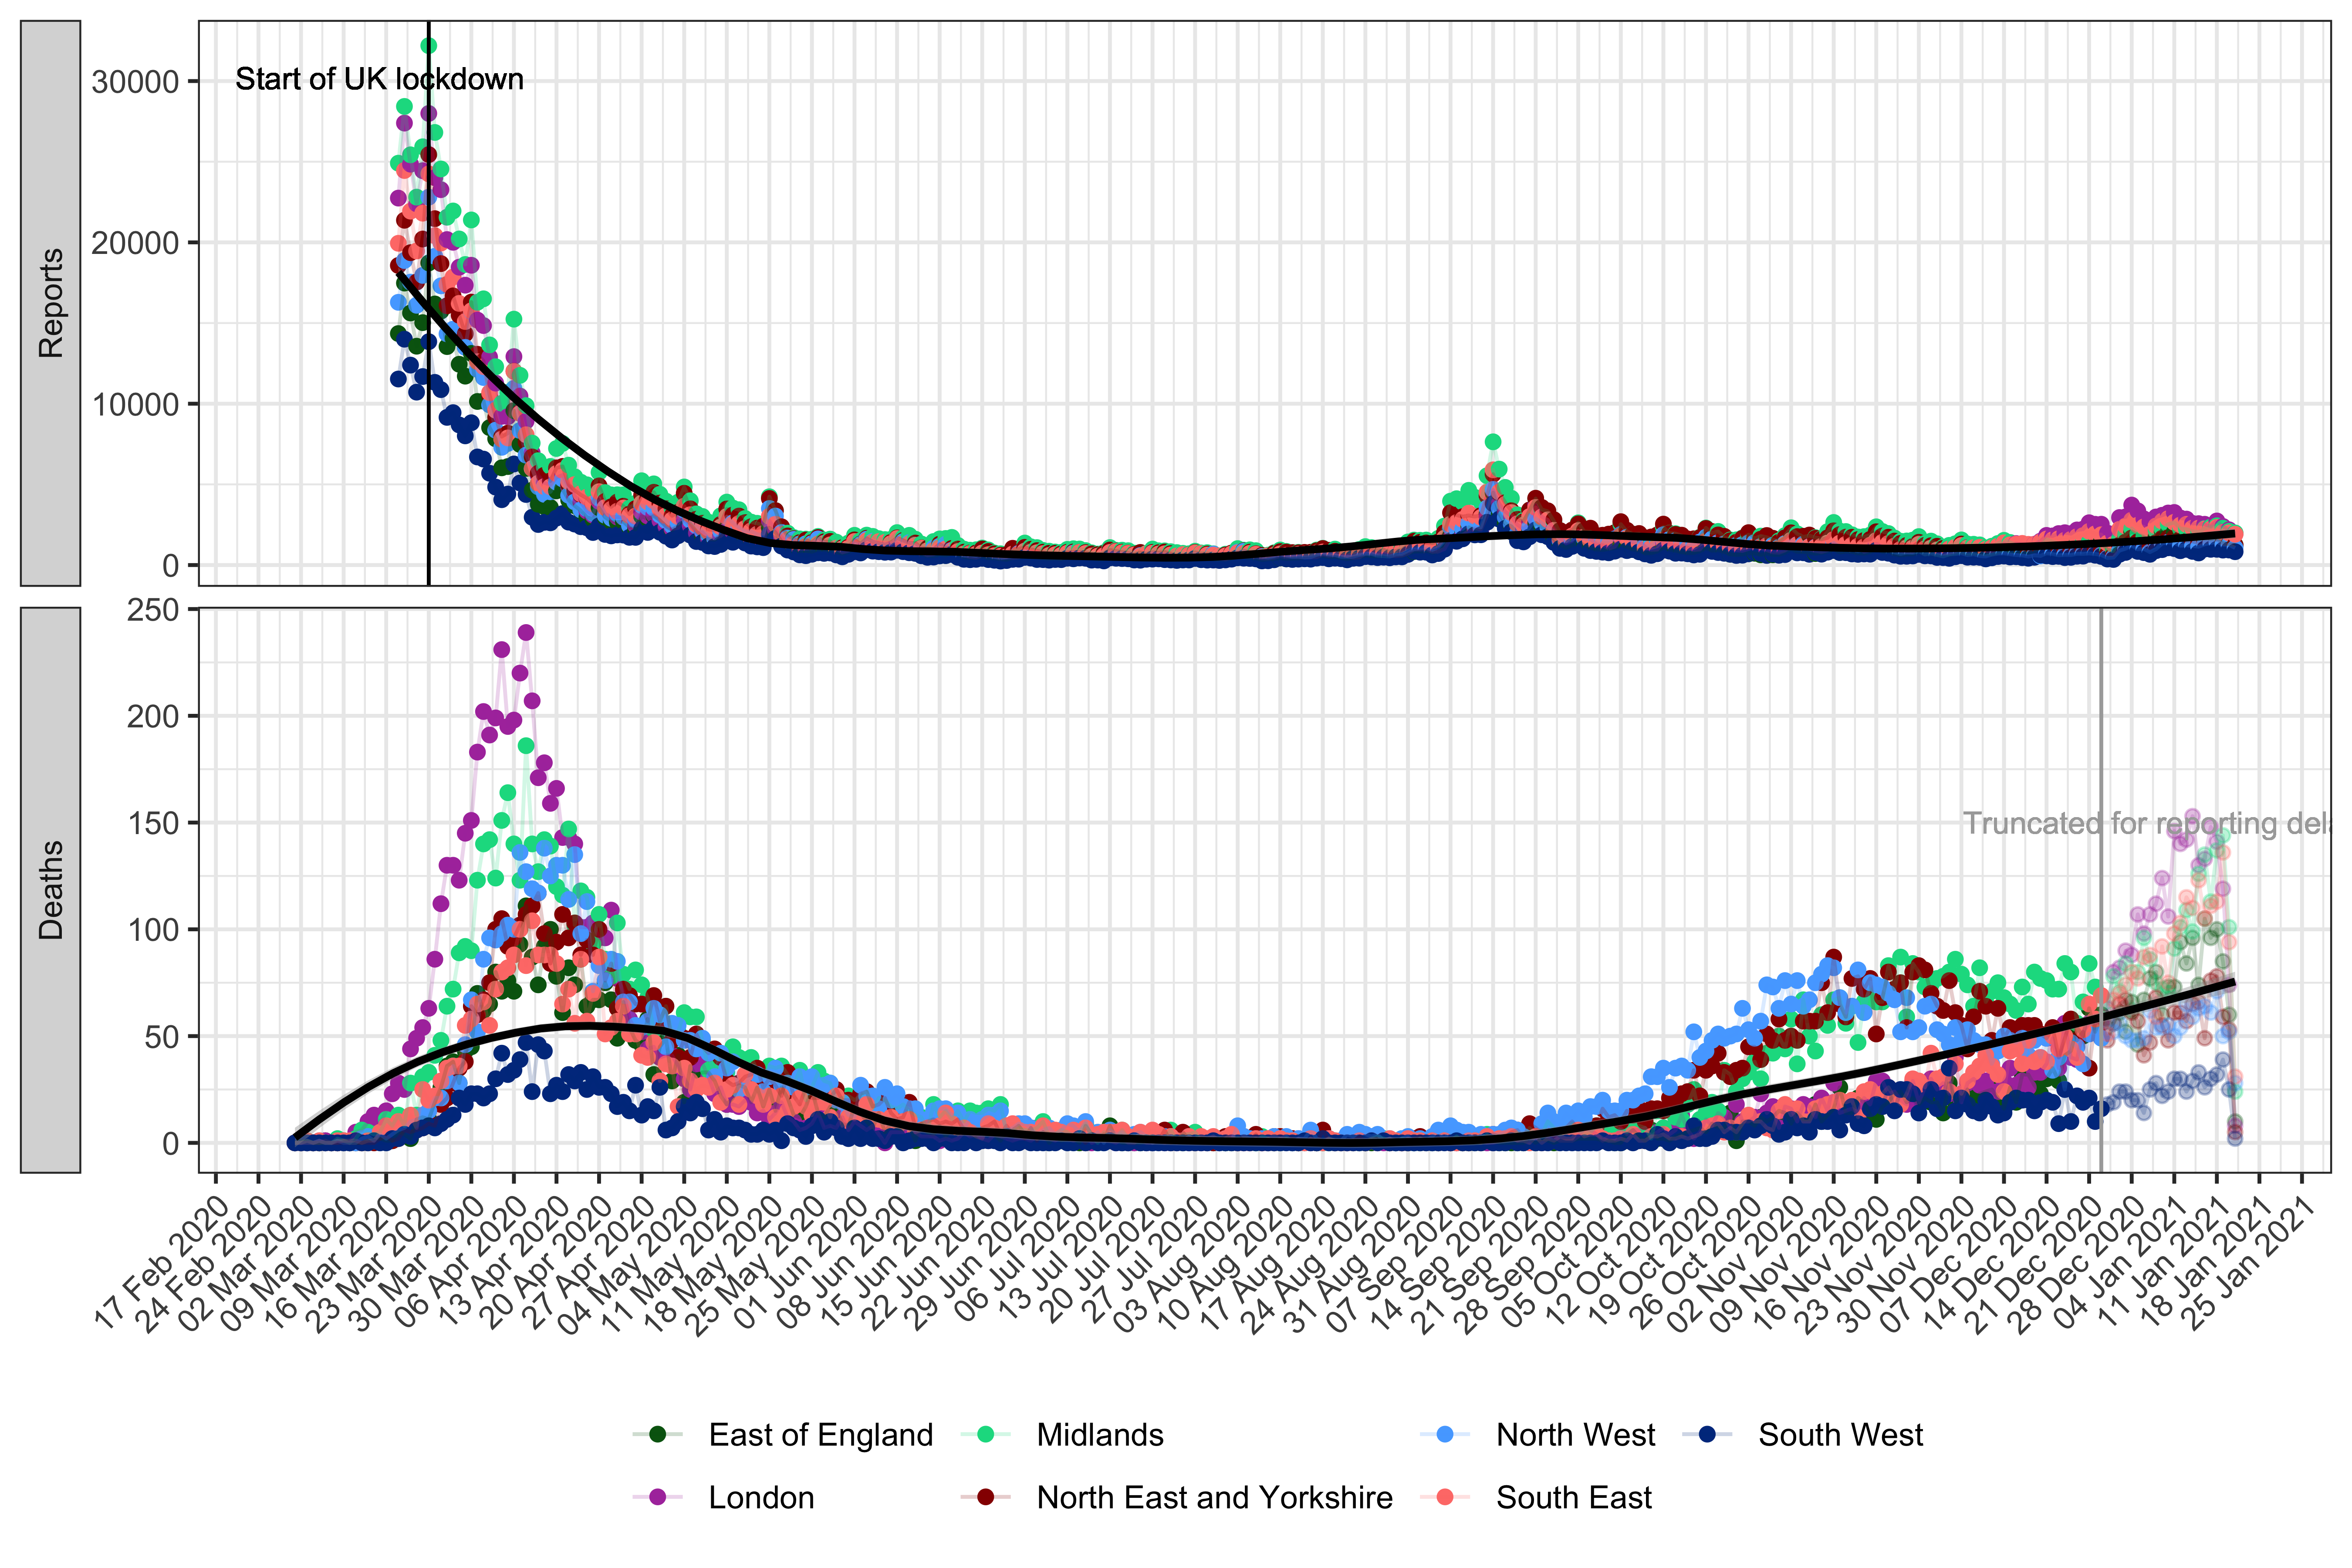 Reports
30000
20000
10000
0
Start of UK lockdown
Deaths
250
200
150
100
50
0
Truncated for reporting dela
17 Feb 2020
24 Feb 2020
02 Mar 2020
09 Mar 2020
16 Mar 2020
23 Mar 2020
30 Mar 2020
06 Apr 2020
13 Apr 2020
20 Apr 2020
27 Apr 2020
04 May 2020
11 May 2020
18 May 2020
25 May 2020
01 Jun 2020
08 Jun 2020
15 Jun 2020
22 Jun 2020
29 Jun 2020
06 Jul 2020
13 Jul 2020
20 Jul 2020
27 Jul 2020
03 Aug 2020
10 Aug 2020
17 Aug 2020
24 Aug 2020
31 Aug 2020
07 Sep 2020
14 Sep 2020
21 Sep 2020
28 Sep 2020
05 Oct 2020
12 Oct 2020
19 Oct 2020
26 Oct 2020
02 Nov 2020
09 Nov 2020
16 Nov 2020
23 Nov 2020
30 Nov 2020
07 Dec 2020
14 Dec 2020
21 Dec 2020
28 Dec 2020
04 Jan 2021
11 Jan 2021
18 Jan 2021
25 Jan 2021
East of England
Midlands
North West
South West
London
North East and Yorkshire
South East